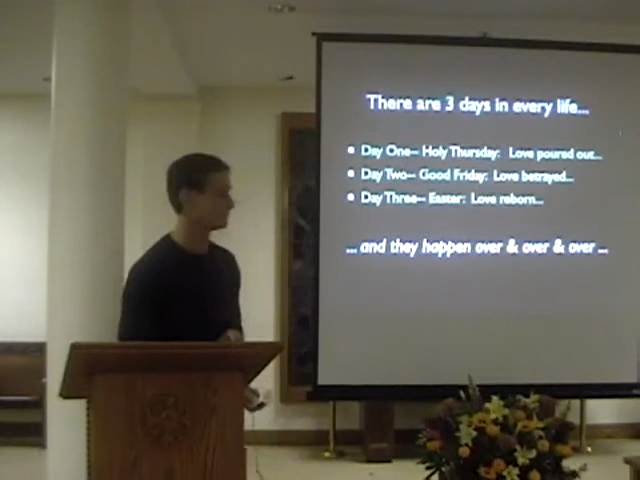 There are 3 days in every life...
• Day One-- Holy Thursday: Love poured out...
• Day Two-- Good Friday: Love betrayed...
• Day Three-- Easter: Love reborn...
... and they happen over & over & over ...